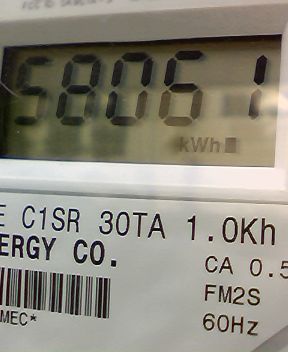 58061
kWh
E C1SR 30TA 1.0Kh
ERGY CO.
CA 0.5
FM2S
MEC*
60Hz